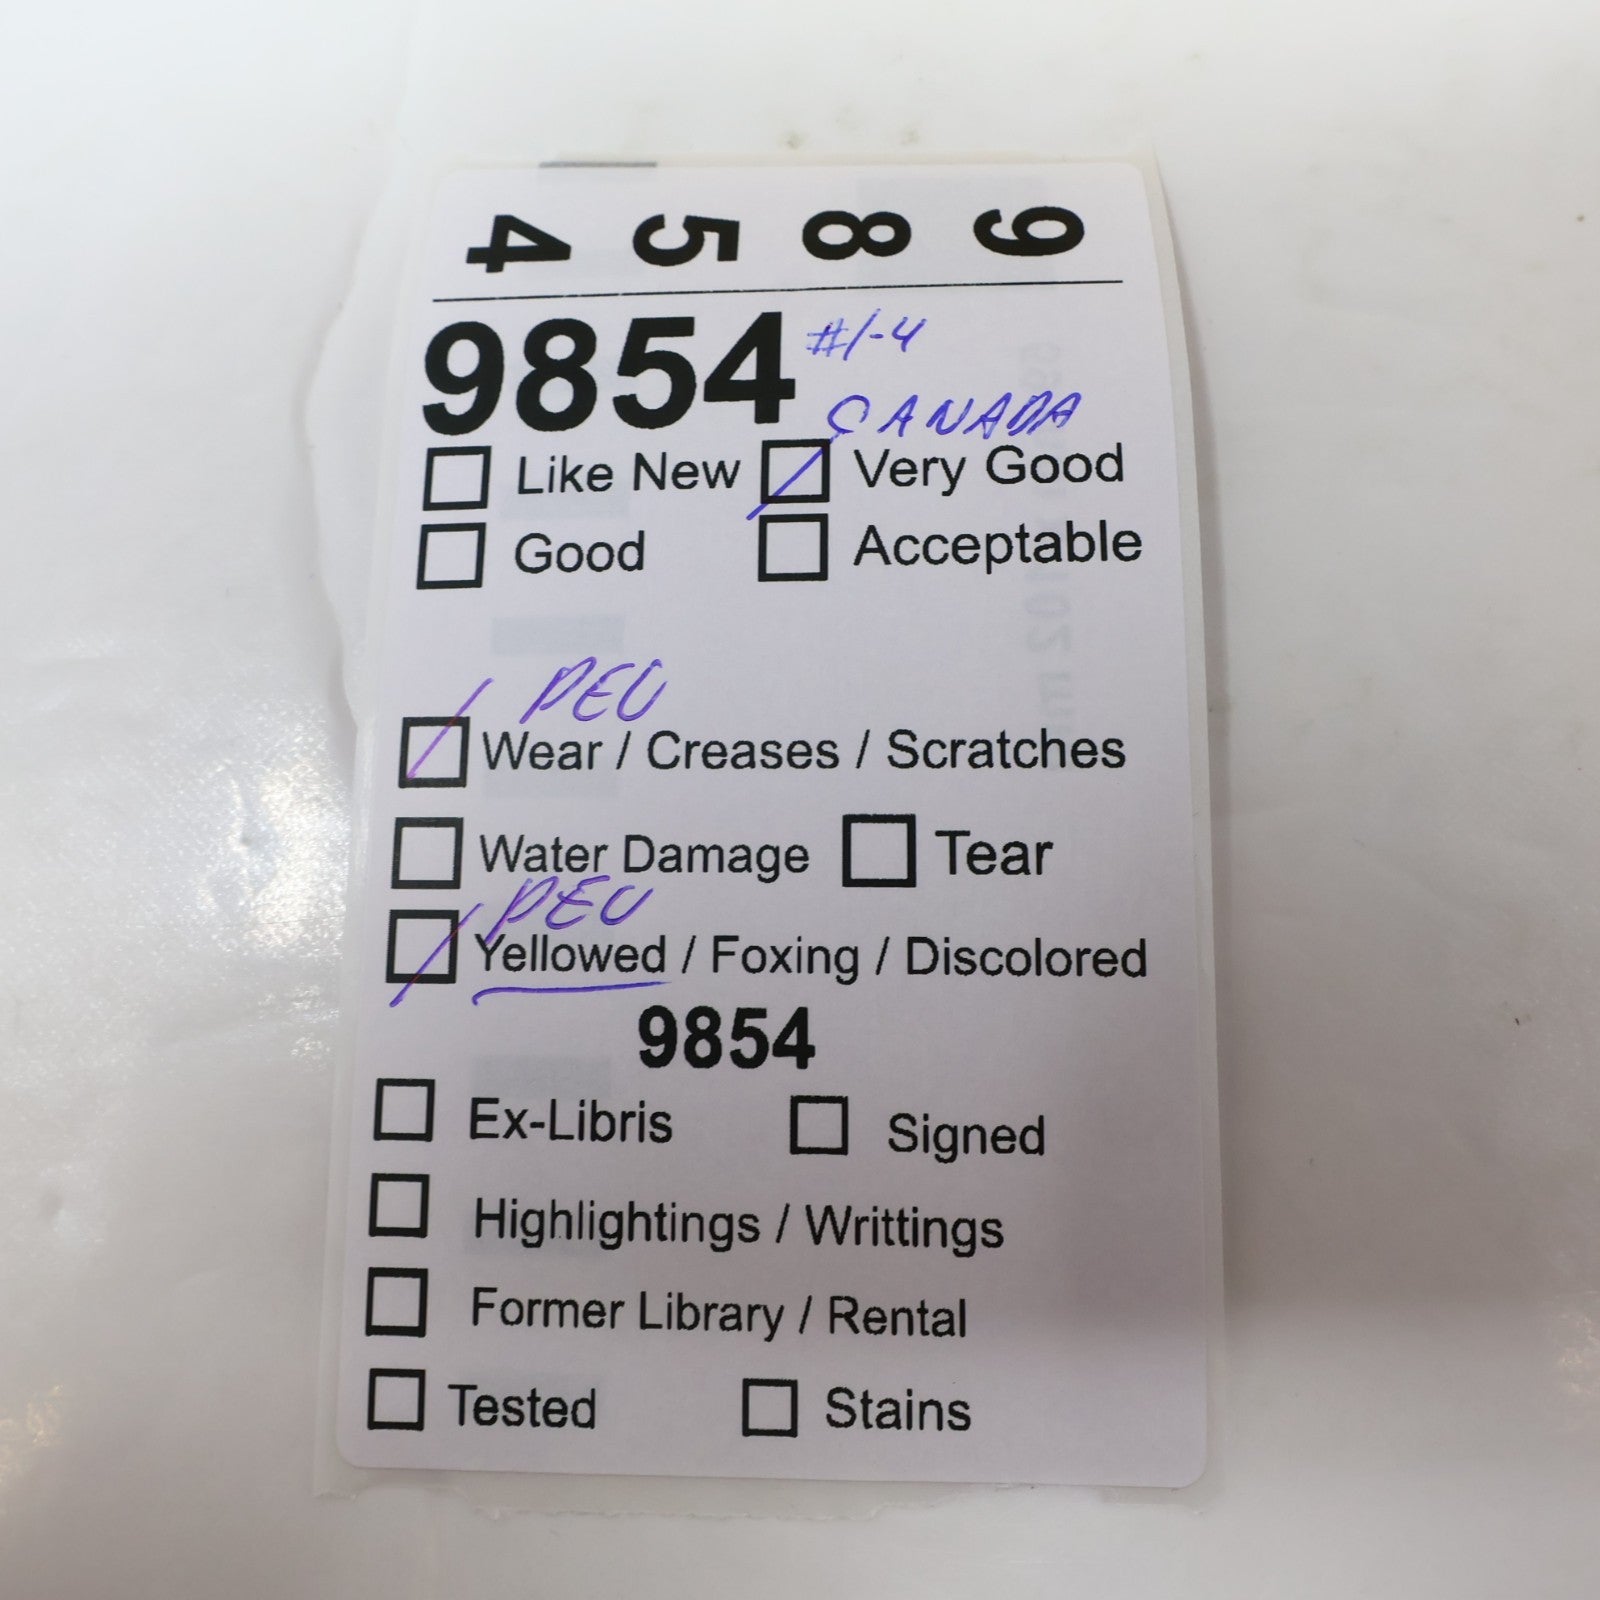 9 8 5 4
9854 #1-4
CANADA
Like New Very Good
Good Acceptable
PEU
Wear / Creases / Scratches
Water Damage Tear
PEU
Yellowed / Foxing / Discolored
9854
Ex-Libris Signed
Highlightings / Writtings
Former Library / Rental
Tested Stains